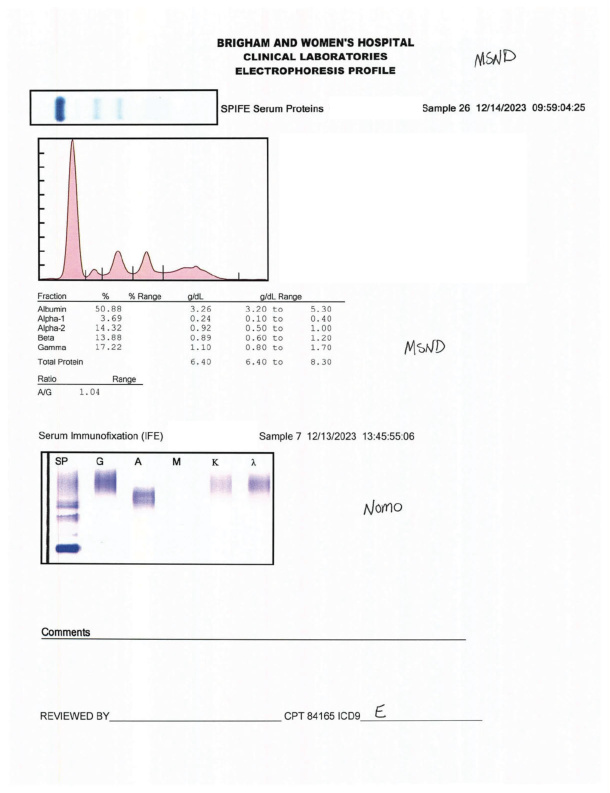 BRIGHAM AND WOMEN'S HOSPITAL
CLINICAL LABORATORIES
ELECTROPHORESIS PROFILE
MSND
SPIFE Serum Proteins Sample 26 12/14/2023 09:59:04:25
Fraction % % Range g/dL g/dL Range
Albumin 50.88 3.26 3.20 to 5.30
Alpha-1 3.69 0.24 0.10 to 0.40
Alpha-2 14.32 0.92 0.50 to 1.00
Beta 13.88 0.89 0.60 to 1.20
Gamma 17.22 1.10 0.80 to 1.70
MSND
Total Protein 6.40 6.40 to 8.30
Ratio Range
A/G 1.04
Serum Immunofixation (IFE) Sample 7 12/13/2023 13:45:55:06
SP G A M K λ
Nomo
Comments
REVIEWED BY CPT 84165 ICD9 E